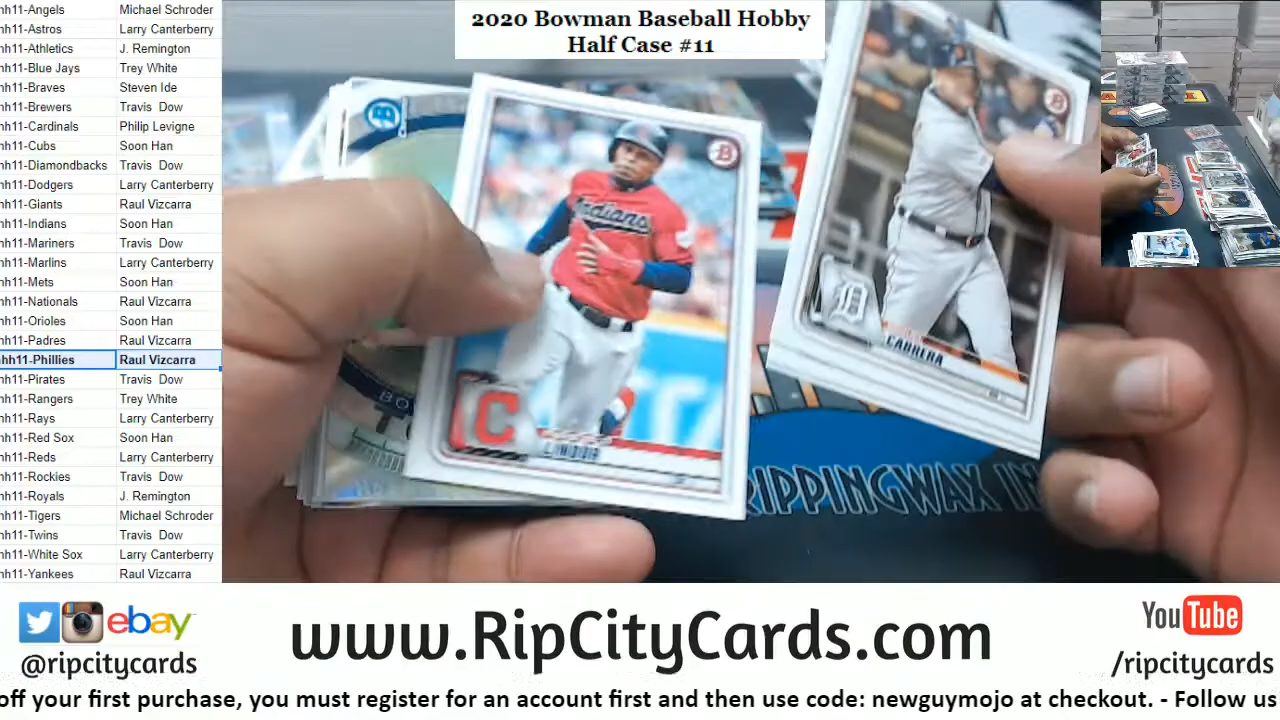 hh11-Angels Michael Schroder
hh11-Astros Larry Canterberry
hh11-Athletics J. Remington
hh11-Blue Jays Trey White
hh11-Braves Steven Ide
hh11-Brewers Travis Dow
hh11-Cardinals Philip Levigne
hh11-Cubs Soon Han
hh11-Diamondbacks Travis Dow
hh11-Dodgers Larry Canterberry
hh11-Giants Raul Vizcarra
hh11-Indians Soon Han
hh11-Mariners Travis Dow
hh11-Marlins Larry Canterberry
hh11-Mets Soon Han
hh11-Nationals Raul Vizcarra
hh11-Orioles Soon Han
hh11-Padres Raul Vizcarra
hh11-Phillies Raul Vizcarra
hh11-Pirates Travis Dow
hh11-Rangers Trey White
hh11-Rays Larry Canterberry
hh11-Red Sox Soon Han
hh11-Reds Larry Canterberry
hh11-Rockies Travis Dow
hh11-Royals J. Remington
hh11-Tigers Michael Schroder
hh11-Twins Travis Dow
hh11-White Sox Larry Canterberry
hh11-Yankees Raul Vizcarra
2020 Bowman Baseball Hobby
Half Case #11
B
B
B
Indians
C
LINDOR
D
CABRERA
RIPPINGWAX IN
ebay
@ripcitycards
www.RipCityCards.com
YouTube
/ripcitycards
off your first purchase, you must register for an account first and then use code: newguymojo at checkout. - Follow us